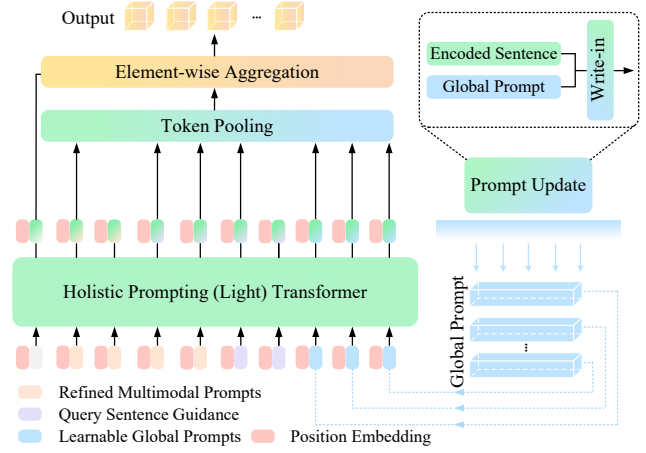 Output
...
Element-wise Aggregation
Token Pooling
Holistic Prompting (Light) Transformer
Refined Multimodal Prompts
Query Sentence Guidance
Learnable Global Prompts
Position Embedding
Encoded Sentence
Global Prompt
Write-in
Prompt Update
Global Prompt
...